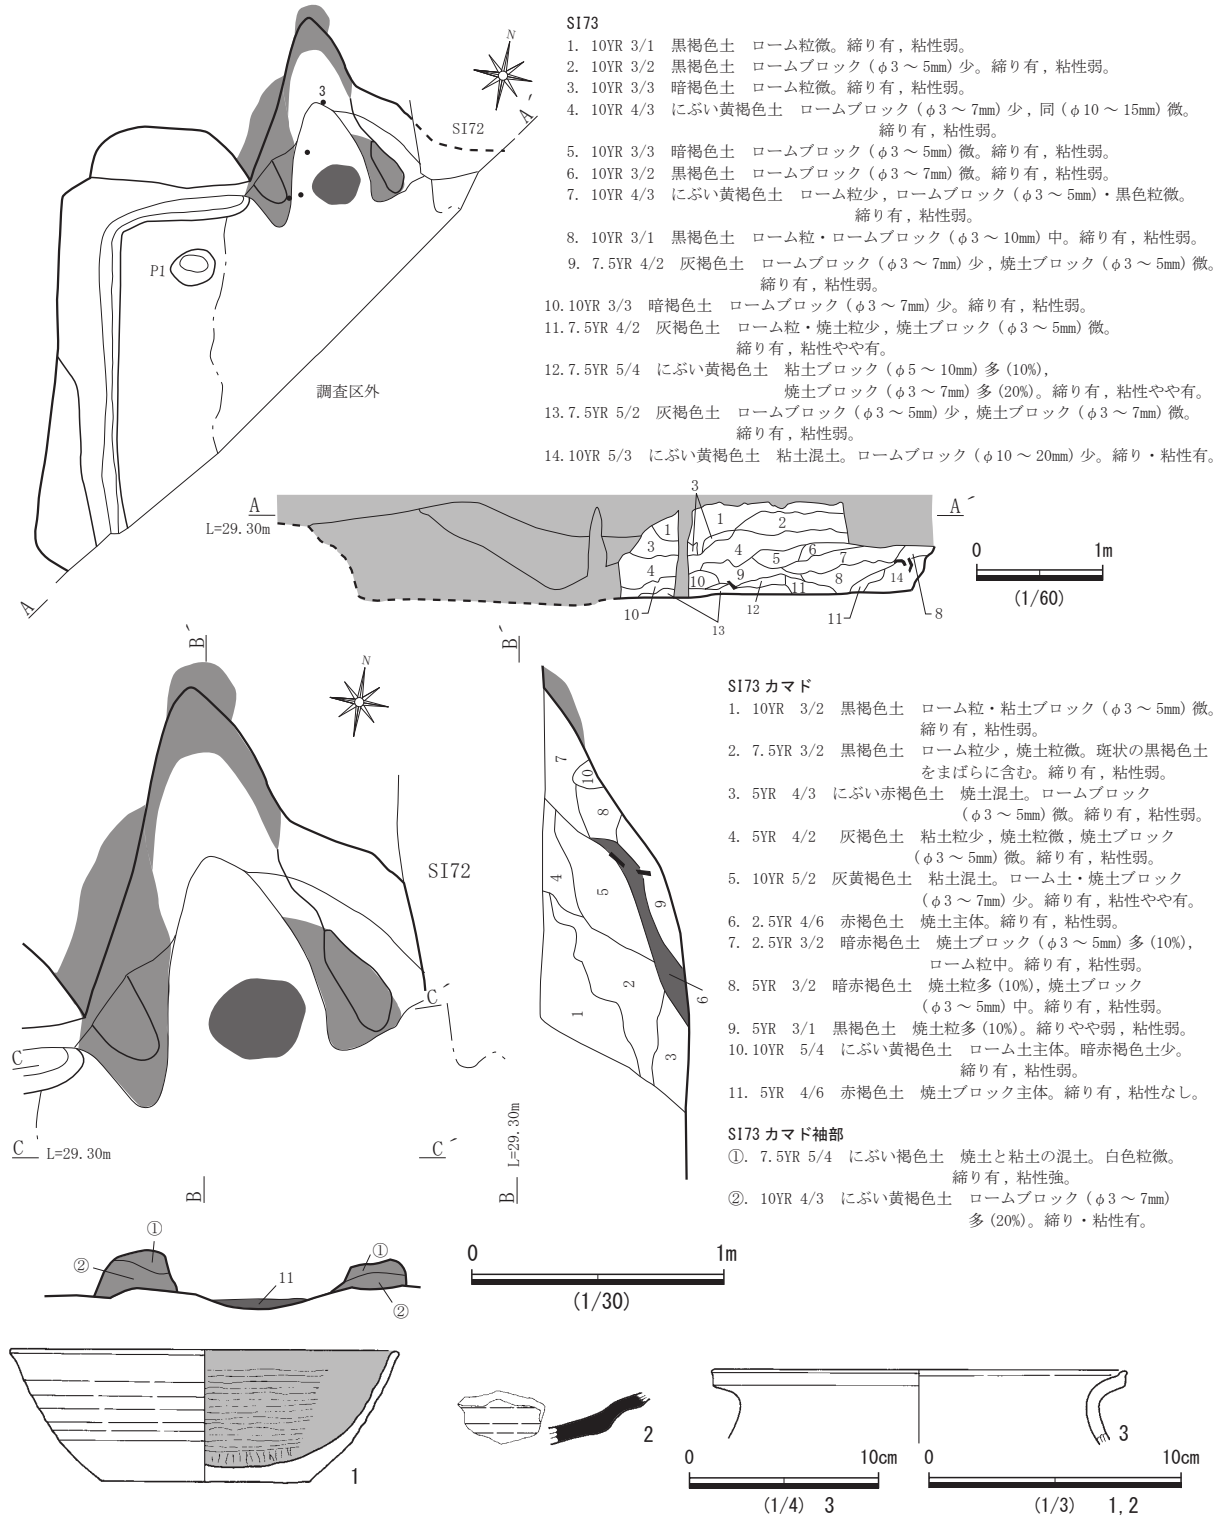 SI73
1. 10YR 3/1 黒褐色土 ローム粒微。締り有,粘性弱。
2. 10YR 3/2 黒褐色土 ロームブロック(φ3～5mm)少。締り有,粘性弱。
3. 10YR 3/3 暗褐色土 ローム粒微。締り有,粘性弱。
4. 10YR 4/3 にぶい黄褐色土 ロームブロック(φ3～7mm)少,同(φ10～15mm)微。
締り有,粘性弱。
5. 10YR 3/3 暗褐色土 ロームブロック(φ3～5mm)微。締り有,粘性弱。
6. 10YR 3/2 黒褐色土 ロームブロック(φ3～7mm)微。締り有,粘性弱。
7. 10YR 4/3 にぶい黄褐色土 ローム粒少,ロームブロック(φ3～5mm)・黒色粒微。
締り有,粘性弱。
8. 10YR 3/1 黒褐色土 ローム粒・ロームブロック(φ3～10mm)中。締り有,粘性弱。
9. 7.5YR 4/2 灰褐色土 ロームブロック(φ3～7mm)少,焼土ブロック(φ3～5mm)微。
締り有,粘性弱。
10.10YR 3/3 暗褐色土 ロームブロック(φ3～7mm)少。締り有,粘性弱。
11.7.5YR 4/2 灰褐色土 ローム粒・焼土粒少,焼土ブロック(φ3～5mm)微。
締り有,粘性やや有。
12.7.5YR 5/4 にぶい黄褐色土 粘土ブロック(φ5～10mm)多(10%),
焼土ブロック(φ3～7mm)多(20%)。締り有,粘性やや有。
13.7.5YR 5/2 灰褐色土 ロームブロック(φ3～5mm)少,焼土ブロック(φ3～7mm)微。
締り有,粘性弱。
14.10YR 5/3 にぶい黄褐色土 粘土混土。ロームブロック(φ10～20mm)少。締り・粘性有。
N
3
SI72
A´
P1
調査区外
A
A
L=29.30m
A´
3
1
1
2
3
7
4
5
6
7
4
10
9
8
14
11
10
13
12
11
8
0 1m
(1/60)
B´
N
SI72
C´
C
C
L=29.30m
C´
B
B´
7
10
8
4
5
9
2
6
1
3
L=29.30m
B
SI73 カマド
1. 10YR 3/2 黒褐色土 ローム粒・粘土ブロック(φ3～5mm)微。
締り有,粘性弱。
2. 7.5YR 3/2 黒褐色土 ローム粒少,焼土粒微。斑状の黒褐色土
をまばらに含む。締り有,粘性弱。
3. 5YR 4/3 にぶい赤褐色土 焼土混土。ロームブロック
(φ3～5mm)微。締り有,粘性弱。
4. 5YR 4/2 灰褐色土 粘土粒少,焼土粒微,焼土ブロック
(φ3～5mm)微。締り有,粘性弱。
5. 10YR 5/2 灰黄褐色土 粘土混土。ローム土・焼土ブロック
(φ3～7mm)少。締り有,粘性やや有。
6. 2.5YR 4/6 赤褐色土 焼土主体。締り有,粘性弱。
7. 2.5YR 3/2 暗赤褐色土 焼土ブロック(φ3～5mm)多(10%),
ローム粒中。締り有,粘性弱。
8. 5YR 3/2 暗赤褐色土 焼土粒多(10%),焼土ブロック
(φ3～5mm)中。締り有,粘性弱。
9. 5YR 3/1 黒褐色土 焼土粒多(10%)。締りやや弱,粘性弱。
10.10YR 5/4 にぶい黄褐色土 ローム土主体。暗赤褐色土少。
締り有,粘性弱。
11. 5YR 4/6 赤褐色土 焼土ブロック主体。締り有,粘性なし。
SI73 カマド袖部
①. 7.5YR 5/4 にぶい褐色土 焼土と粘土の混土。白色粒微。
締り有,粘性強。
②. 10YR 4/3 にぶい黄褐色土 ロームブロック(φ3～7mm)
多(20%)。締り・粘性有。
①
②
11
①
②
0 1m
(1/30)
1
2
3
0 10cm
(1/4) 3
0 10cm
(1/3) 1,2